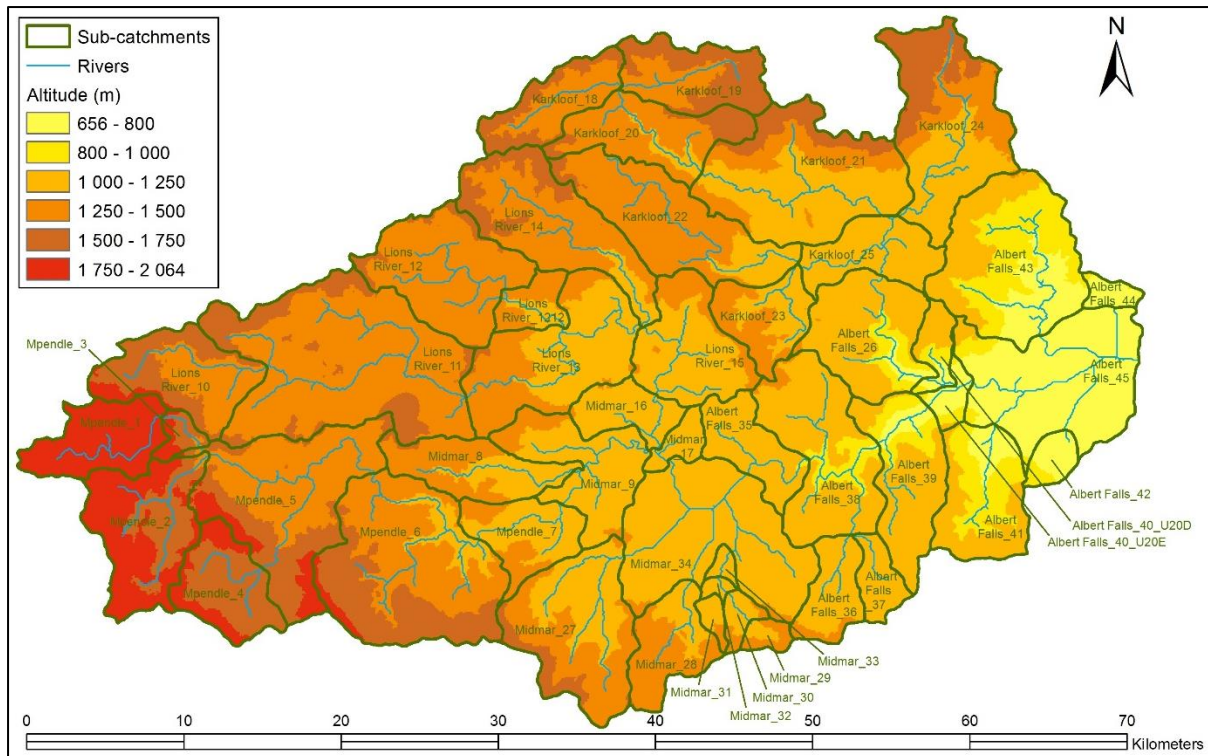 Sub-catchments
Rivers
Altitude (m)
656 - 800
800 - 1 000
1 000 - 1 250
1 250 - 1 500
1 500 - 1 750
1 750 - 2 064
N
Karkloof_18
Karkloof_19
Karkloof_20
Karkloof_24
Karkloof_21
Lions
River_14
Karkloof_22
Lions
River_12
Karkloof_25
Albert
Falls_43
Albert
Falls_44
Lions
River_1212
Karkloof_23
Albert
Falls_26
Mpendle_3
Lions
River_10
Lions
River_11
Lions
River_13
Lions
River_15
Albert
Falls_45
Mpendle_1
Midmar_16
Albert
Falls_35
Midmar
17
Midmar_8
Mpendle_5
Midmar_9
Albert
Falls_38
Albert
Falls_39
Albert Falls_42
Mpendle_2
Mpendle_6
Mpendle_7
Albert
Falls_41
Albert Falls_40_U20D
Albert Falls_40_U20E
Mpendle_4
Midmar_34
Albert
Falls_36
Albert
Falls_37
Midmar_27
Midmar_28
Midmar_33
Midmar_29
Midmar_30
Midmar_31
Midmar_32
0 10 20 30 40 50 60 70
Kilometers